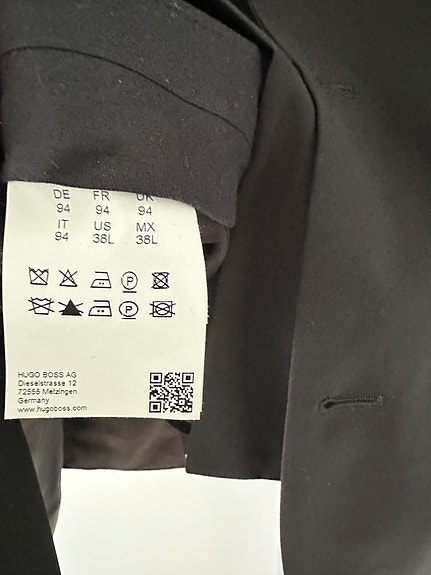 DE FR UK
94 94 94
IT US MX
94 38L 38L
P
P
HUGO BOSS AG
Dieselstrasse 12
72555 Metzingen
Germany
www.hugoboss.com